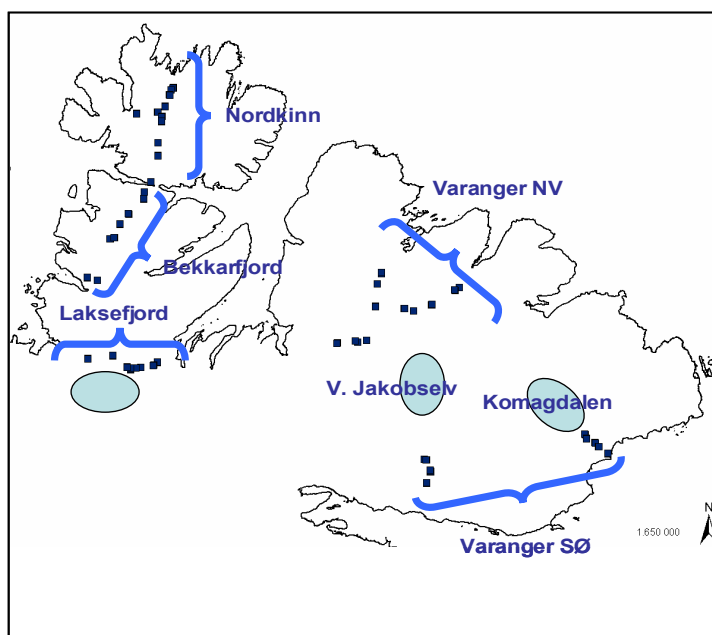 Nordkinn
Varanger NV
Bekkarfjord
Laksefjord
V. Jakobselv
Komagdalen
N
1:650 000
Varanger SØ